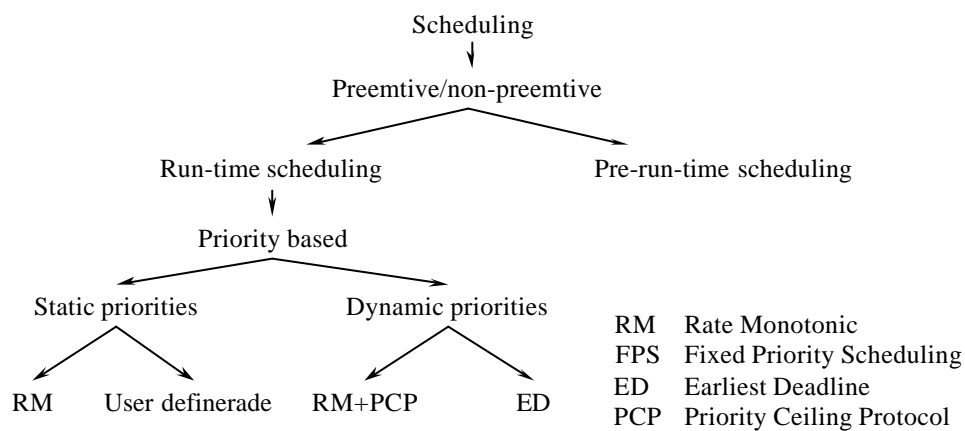 Scheduling
Preemtive/non-preemtive
Run-time scheduling
Pre-run-time scheduling
Priority based
Static priorities
Dynamic priorities
RM
User definerade
RM+PCP
ED
RM Rate Monotonic
FPS Fixed Priority Scheduling
ED Earliest Deadline
PCP Priority Ceiling Protocol